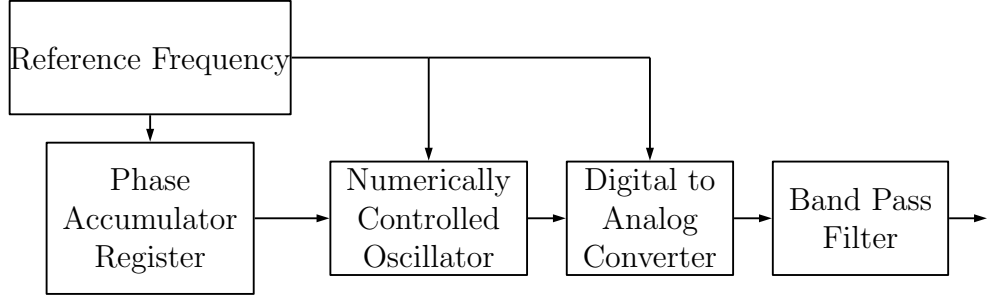 Reference Frequency
Phase
Accumulator
Register
Numerically
Controlled
Oscillator
Digital to
Analog
Converter
Band Pass
Filter